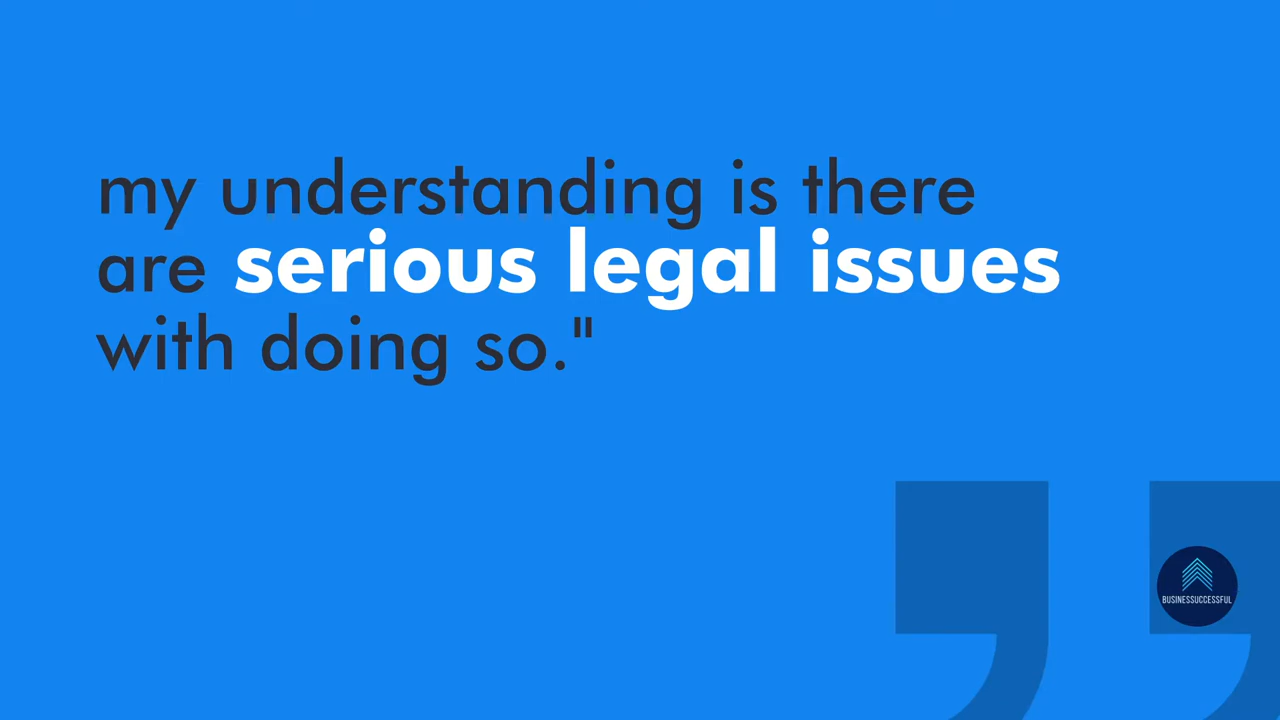 my understanding is there
are serious legal issues
with doing so."
BUSINESSUCCESSFUL